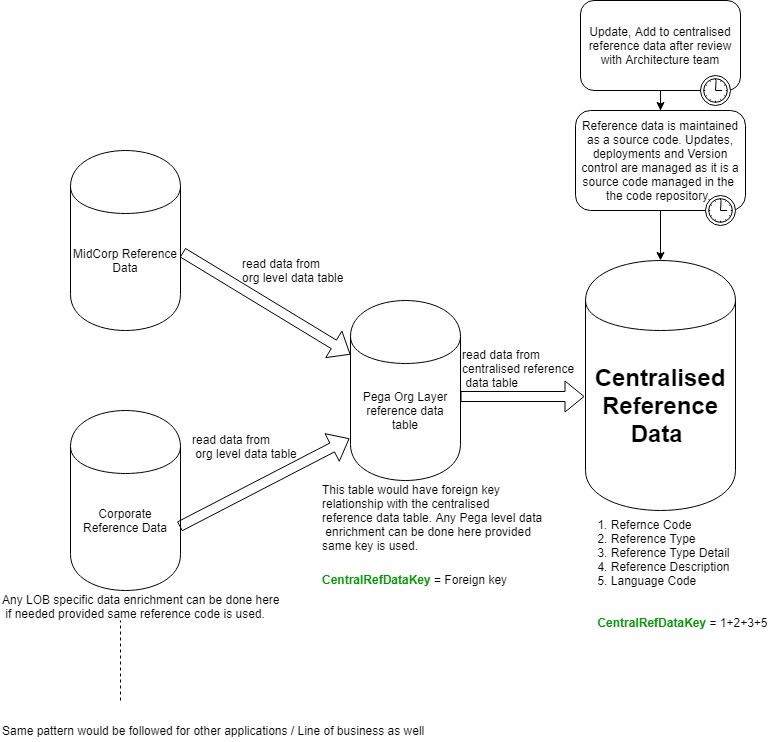 Update, Add to centralised
reference data after review
with Architecture team
Reference data is maintained
as a source code. Updates,
deployments and Version
control are managed as it is a
source code managed in the
the code repository.
MidCorp Reference
Data
read data from
org level data table
Pega Org Layer
reference data
table
read data from
centralised reference
data table
Centralised
Reference
Data
Corporate
Reference Data
read data from
org level data table
This table would have foreign key
relationship with the centralised
reference data table. Any Pega level data
enrichment can be done here provided
same key is used.
CentralRefDataKey = Foreign key
1. Refernce Code
2. Reference Type
3. Reference Type Detail
4. Reference Description
5. Language Code
CentralRefDataKey = 1+2+3+5
Any LOB specific data enrichment can be done here
if needed provided same reference code is used.
Same pattern would be followed for other applications / Line of business as well